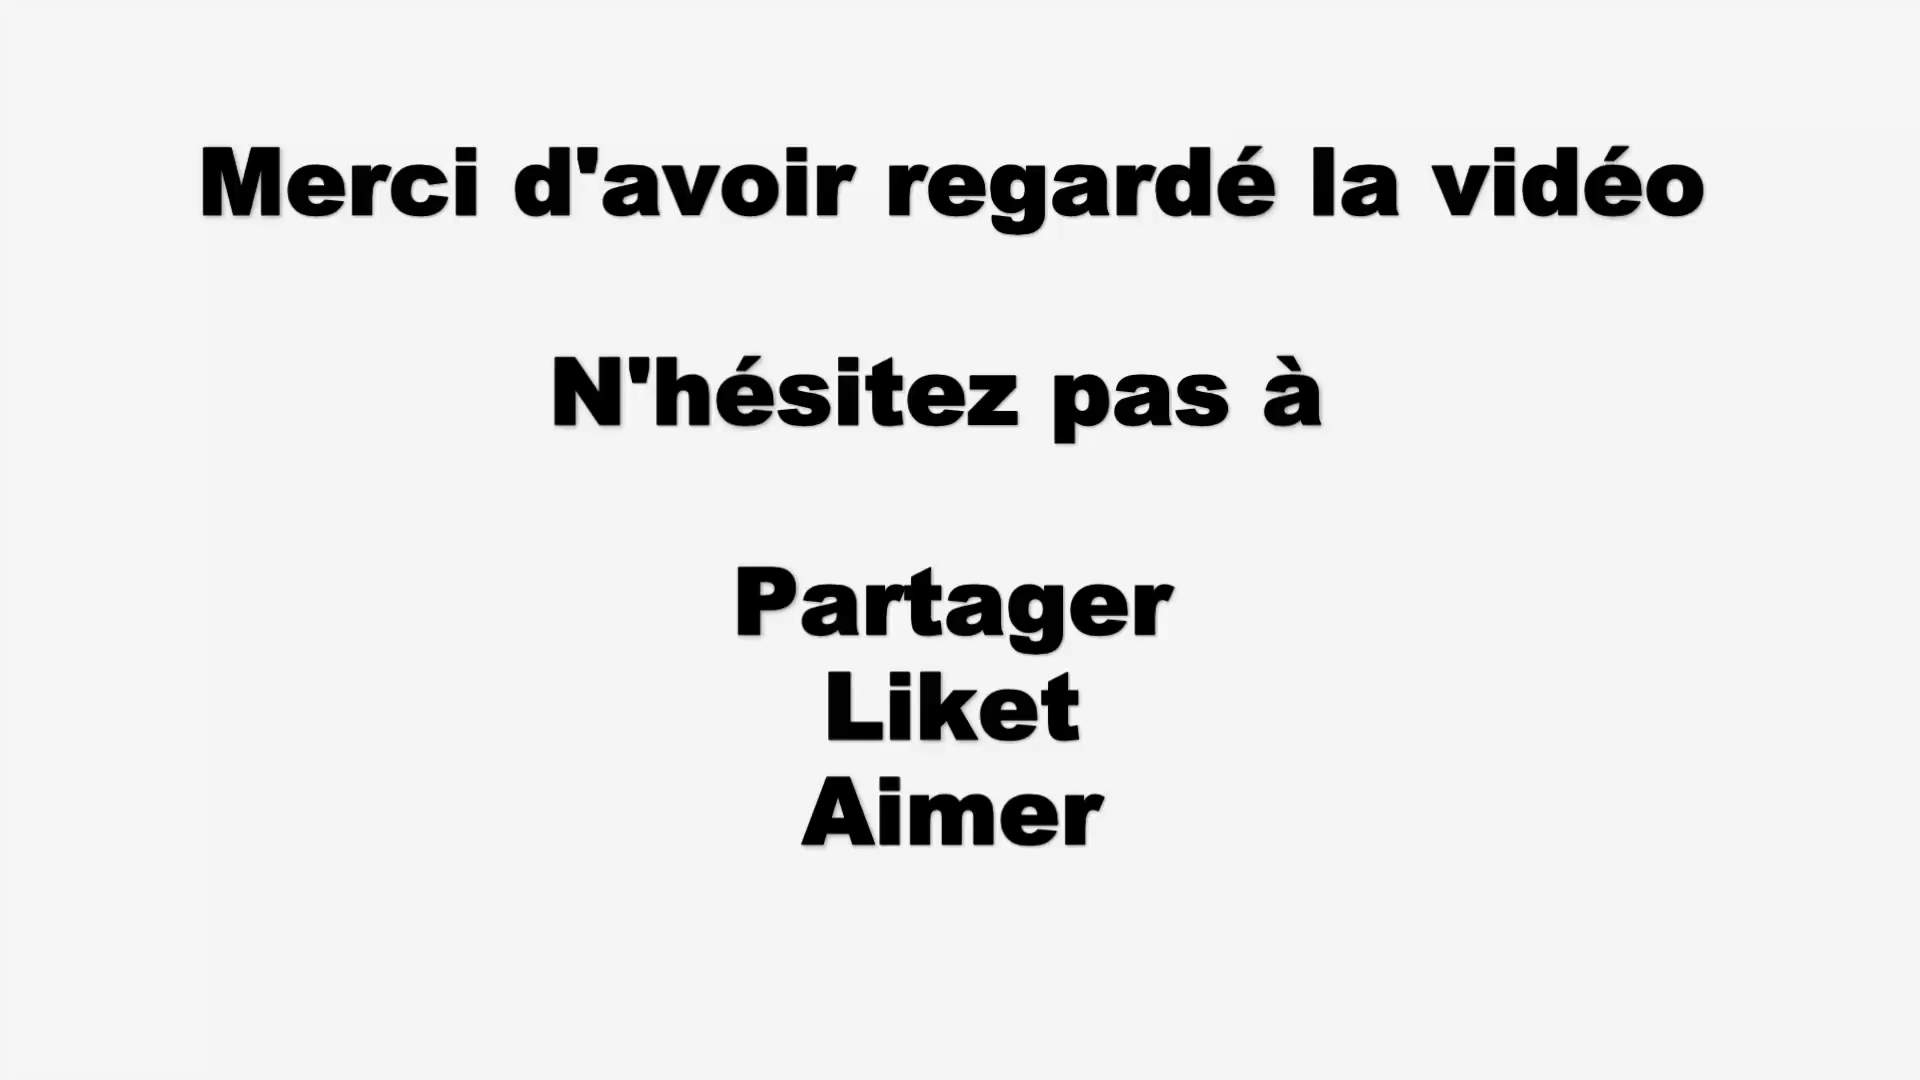 Merci d'avoir regardé la vidéo
N'hésitez pas à
Partager
Liket
Aimer